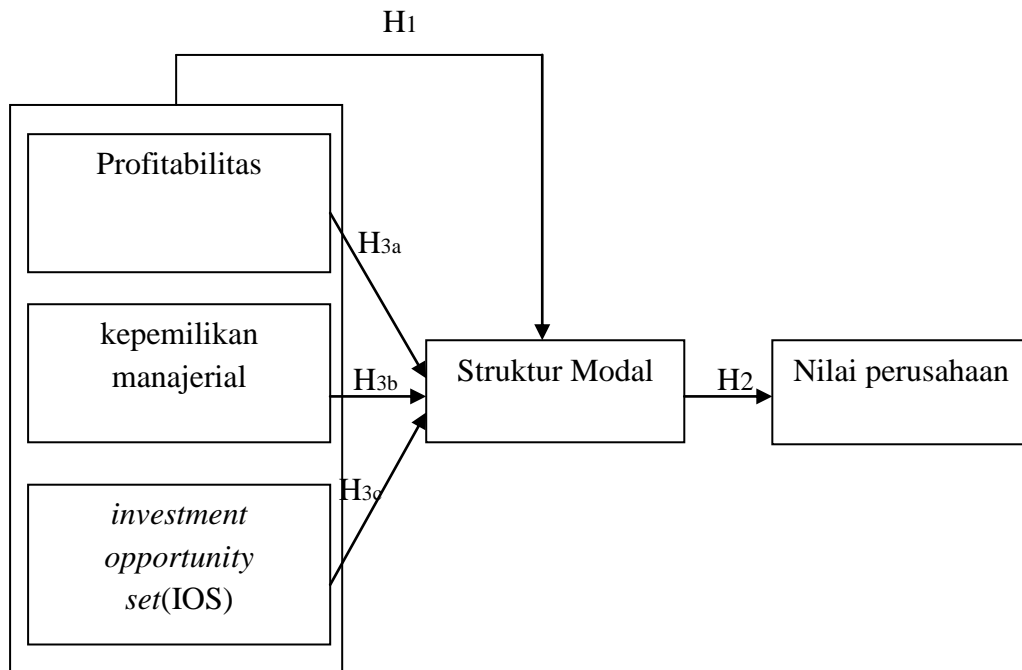 H1
Profitabilitas
H3a
kepemilikan
manajerial
H3b
Struktur Modal
H2
Nilai perusahaan
H3c
investment
opportunity
set(IOS)